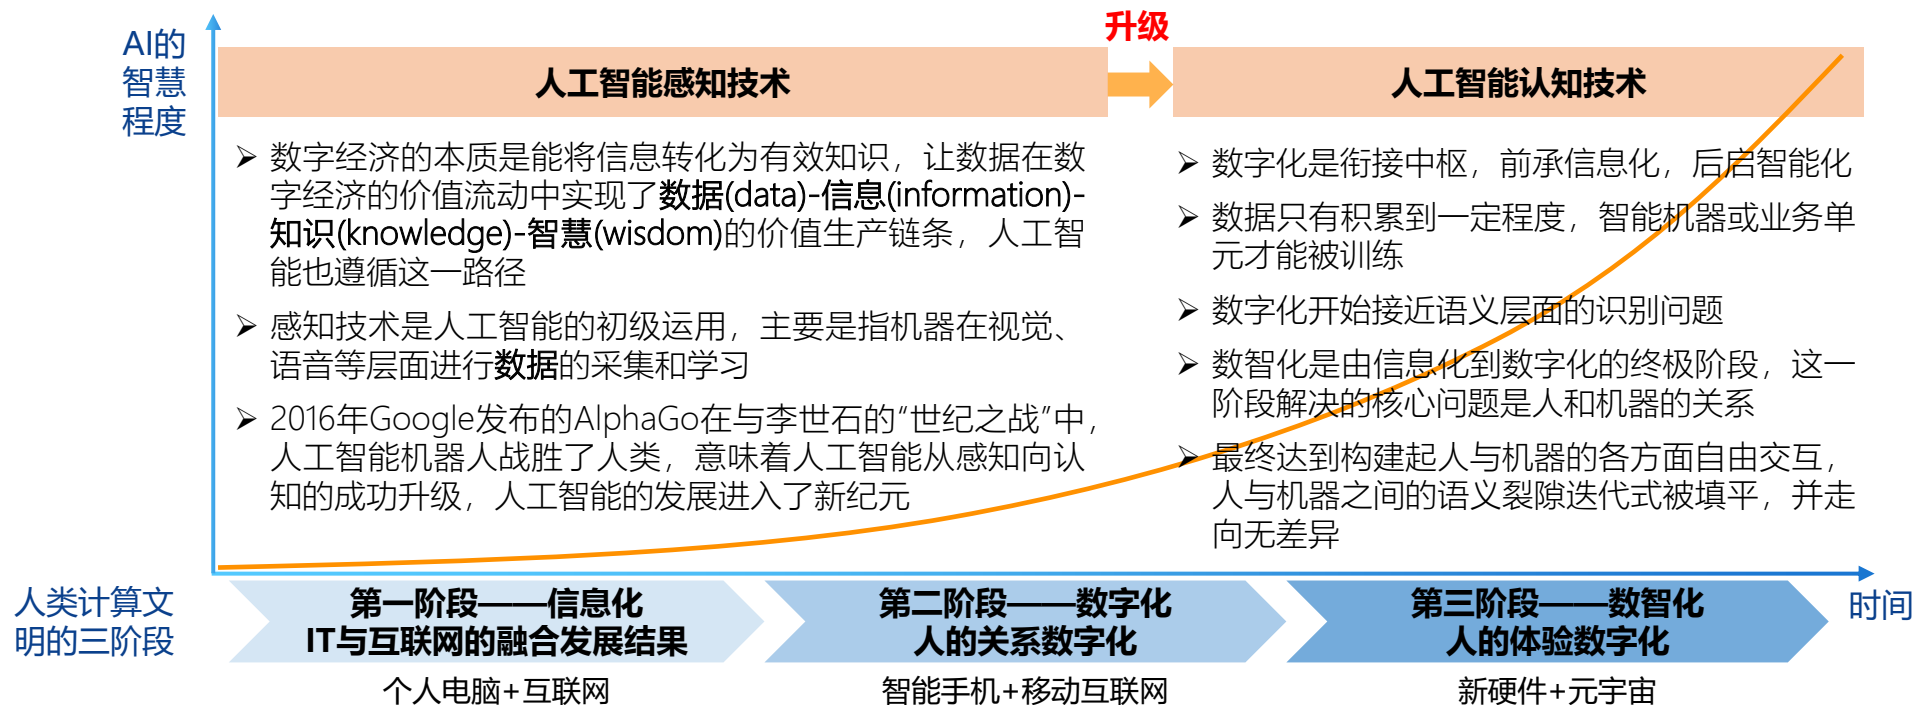 升级
AI的
智慧
程度
人工智能感知技术
人工智能认知技术
➢ 数字经济的本质是能将信息转化为有效知识，让数据在数
字经济的价值流动中实现了数据(data)-信息(information)-
知识(knowledge)-智慧(wisdom)的价值生产链条，人工智
能也遵循这一路径
➢ 感知技术是人工智能的初级运用，主要是指机器在视觉、
语音等层面进行数据的采集和学习
➢ 2016年Google发布的AlphaGo在与李世石的“世纪之战”中，
人工智能机器人战胜了人类，意味着人工智能从感知向认
知的成功升级，人工智能的发展进入了新纪元
➢ 数字化是衔接中枢，前承信息化，后启智能化
➢ 数据只有积累到一定程度，智能机器或业务单
元才能被训练
➢ 数字化开始接近语义层面的识别问题
➢ 数智化是由信息化到数字化的终极阶段，这一
阶段解决的核心问题是人和机器的关系
➢ 最终达到构建起人与机器的各方面自由交互，
人与机器之间的语义裂隙迭代式被填平，并走
向无差异
人类计算文
明的三阶段
第一阶段——信息化
IT与互联网的融合发展结果
第二阶段——数字化
人的关系数字化
第三阶段——数智化
人的体验数字化
时间
个人电脑+互联网
智能手机+移动互联网
新硬件+元宇宙